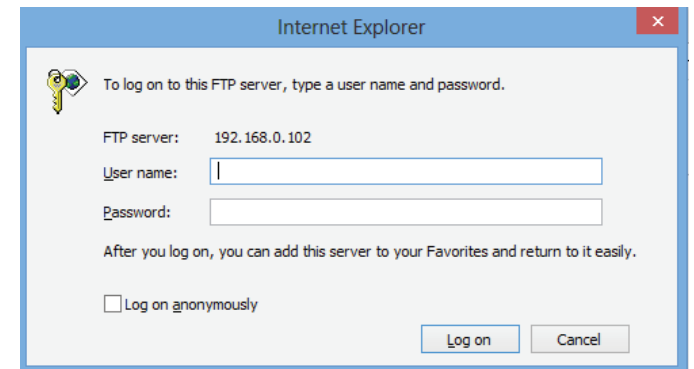 Internet Explorer
To log on to this FTP server, type a user name and password.
FTP server: 192.168.0.102
User name:
Password:
After you log on, you can add this server to your Favorites and return to it easily.
Log on anonymously
Log on Cancel